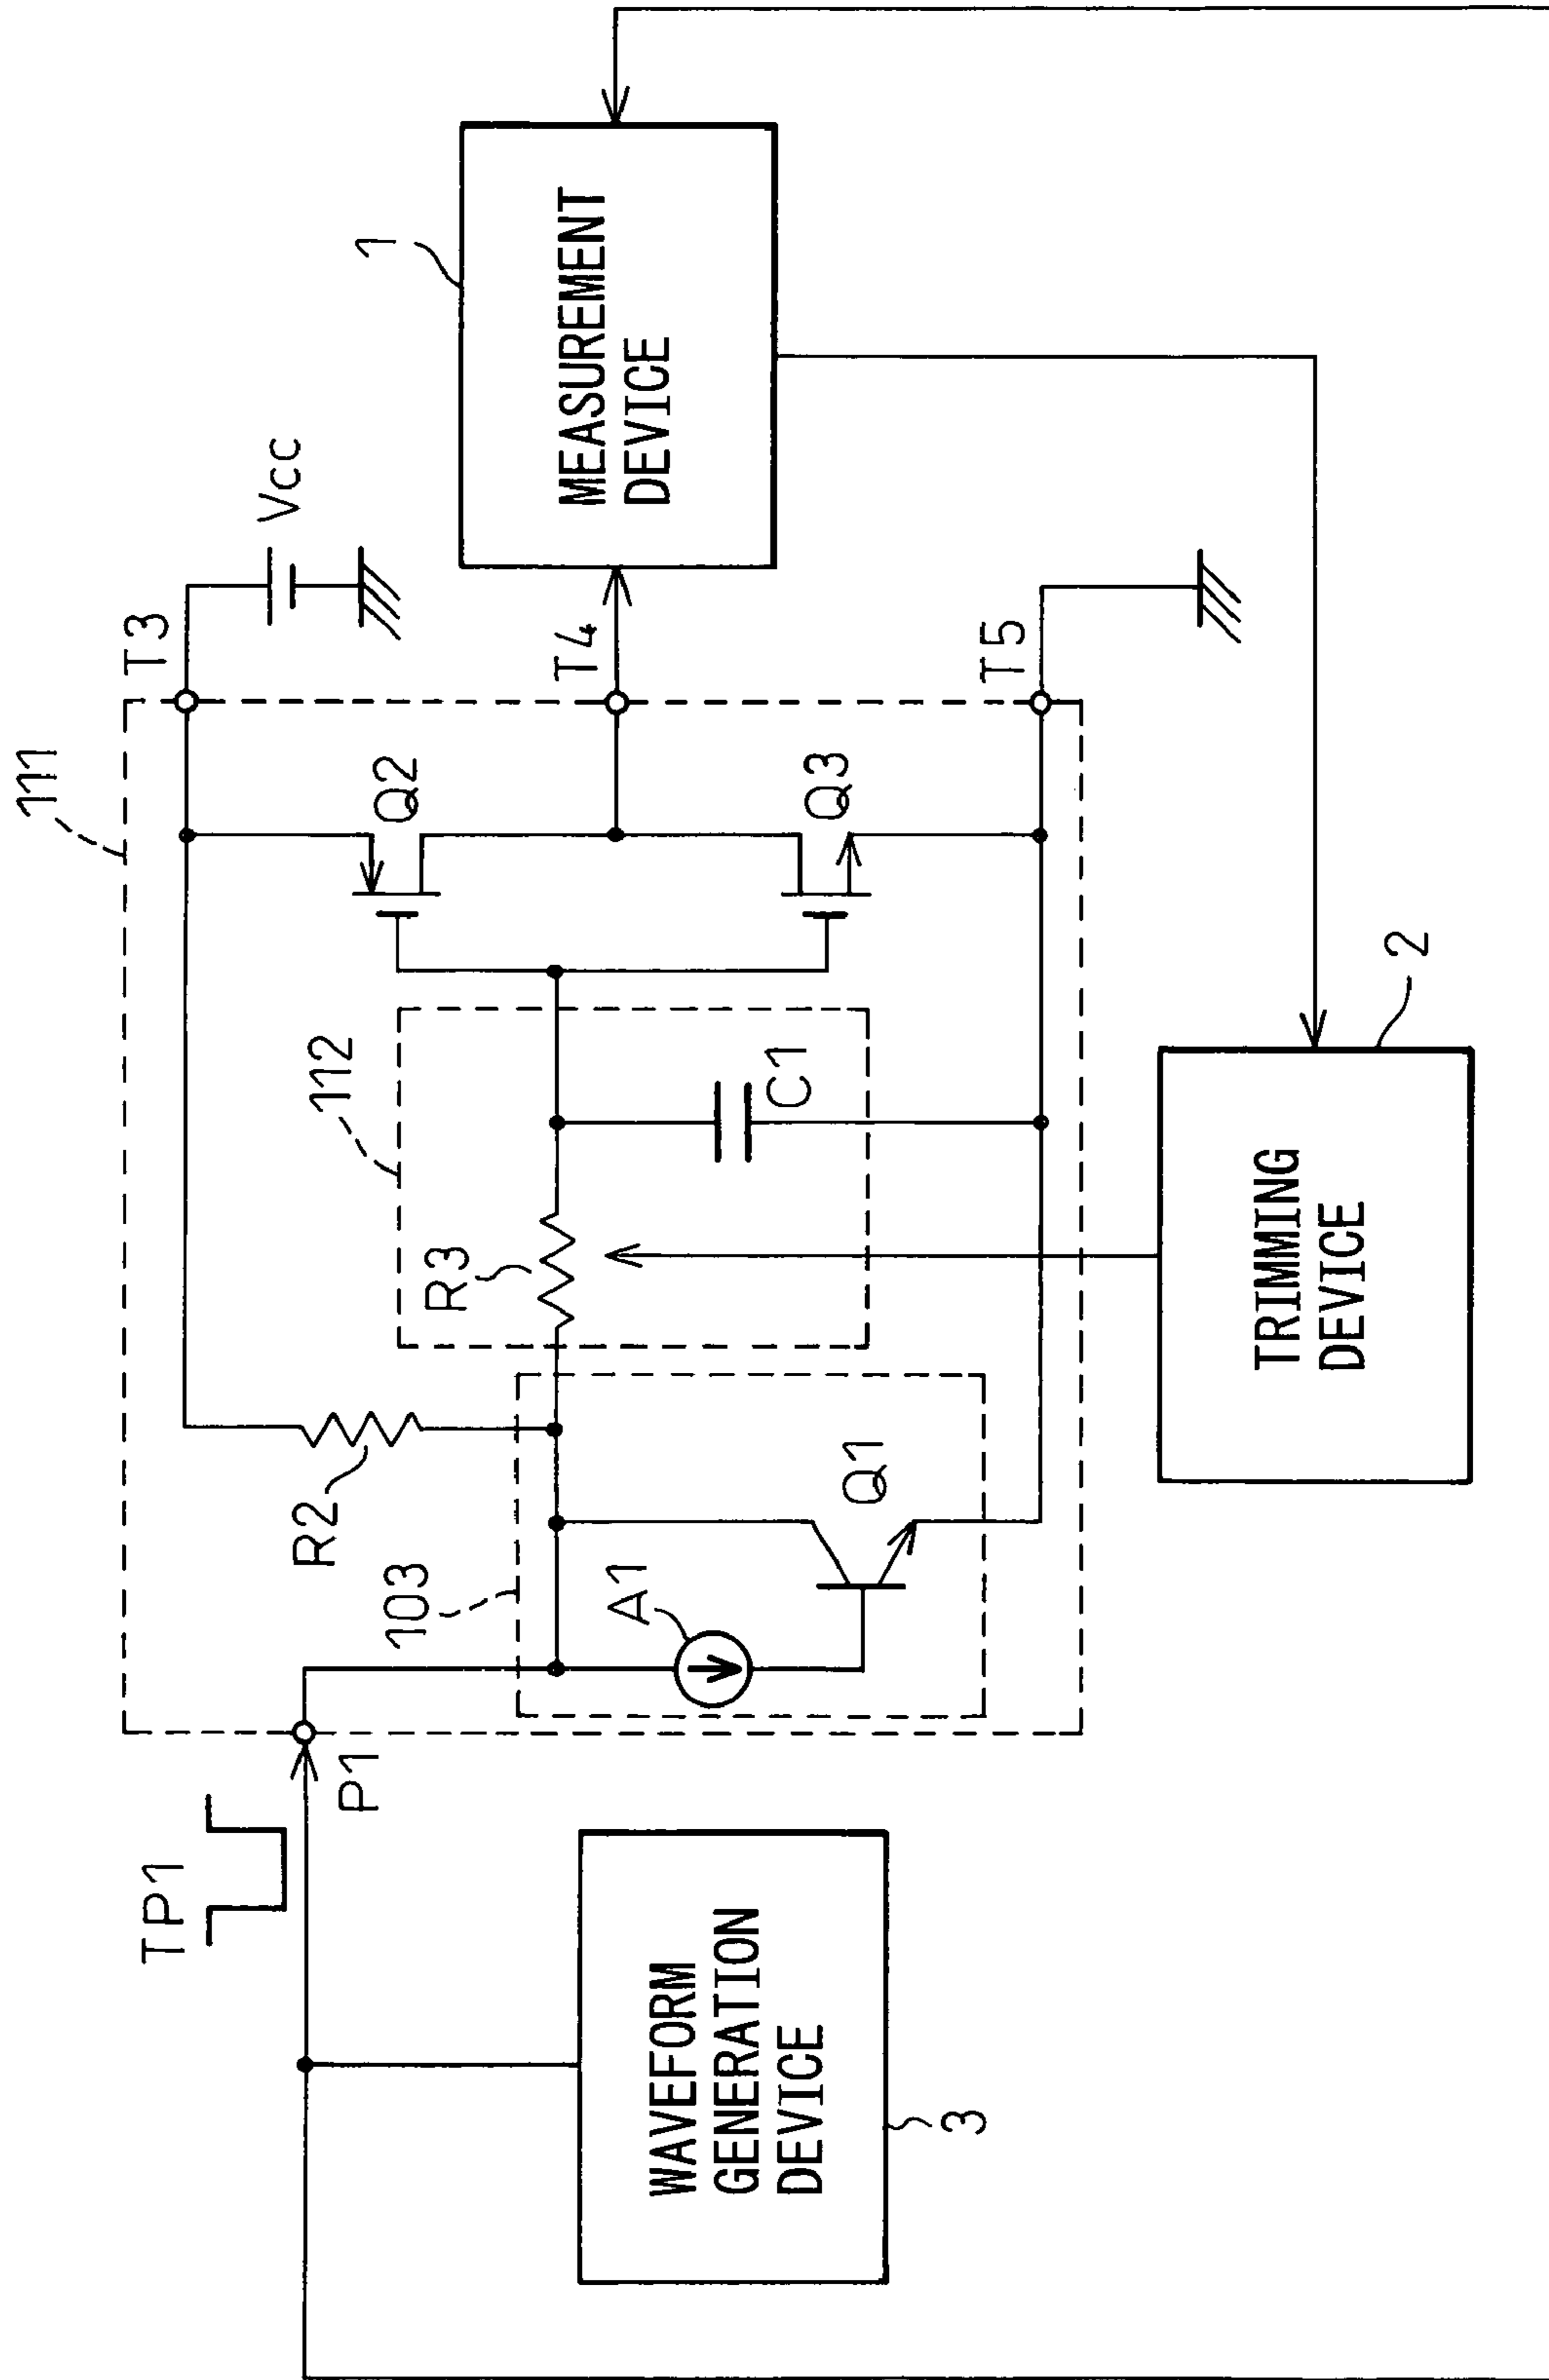 111
T3
Vcc
TP1
R2
Q2
1
P1
103
112
R3
T4
MEASUREMENT
DEVICE
A1
C1
Q1
Q3
T5
WAVEFORM
GENERATION
DEVICE
3
TRIMMING
DEVICE
2